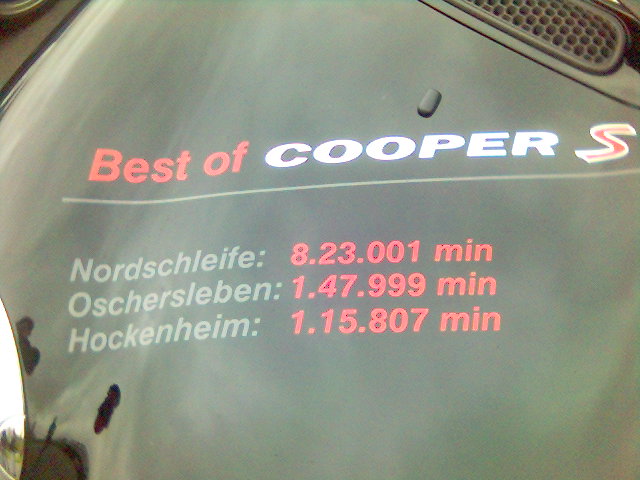 Best of COOPER S
Nordschleife: 8.23.001 min
Oschersleben: 1.47.999 min
Hockenheim: 1.15.807 min